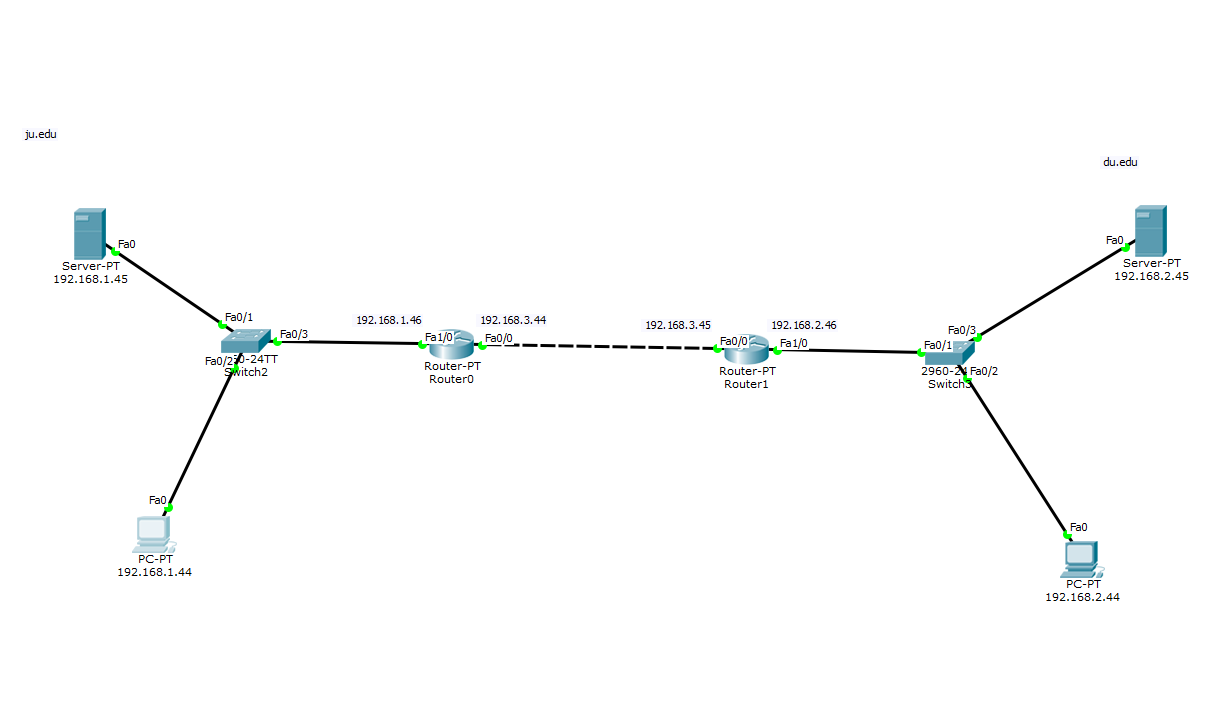 ju.edu
du.edu
Fa0
Server-PT
192.168.1.45
Fa0
Server-PT
192.168.2.45
Fa0/1
Fa0/3
Fa0/2
0-24TT
Switch2
192.168.1.46
Fa1/0
192.168.3.44
Fa0/0
Router-PT
Router0
192.168.3.45
Fa0/0
192.168.2.46
Fa1/0
Router-PT
Router1
Fa0/3
Fa0/1
2960-24
Fa0/2
Switch3
Fa0
PC-PT
192.168.1.44
Fa0
PC-PT
192.168.2.44